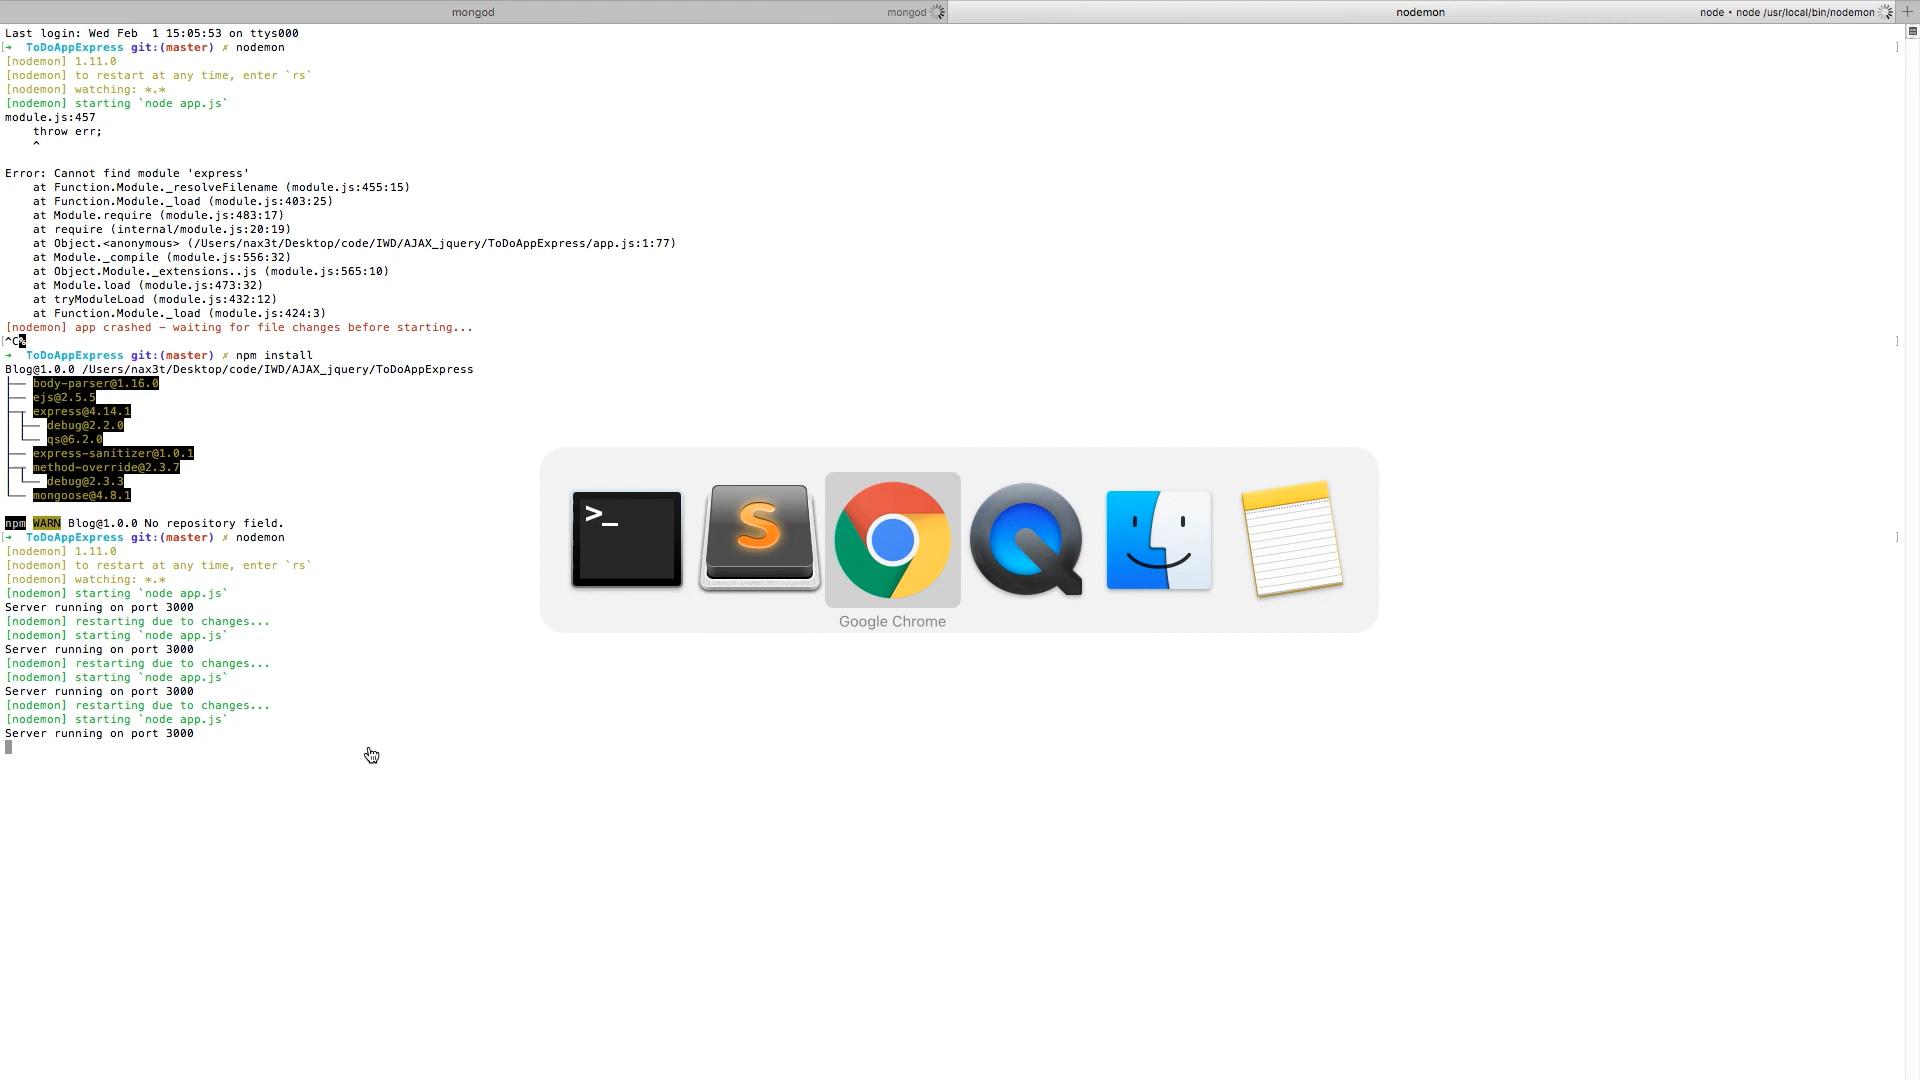 mongod
mongod
nodemon
node • node /usr/local/bin/nodemon
Last login: Wed Feb  1 15:05:53 on ttys000
[➜  ToDoAppExpress git:(master) ✗ nodemon ]
[nodemon] 1.11.0
[nodemon] to restart at any time, enter `rs`
[nodemon] watching: *.*
[nodemon] starting `node app.js`
module.js:457
    throw err;
    ^
Error: Cannot find module 'express'
    at Function.Module._resolveFilename (module.js:455:15)
    at Function.Module._load (module.js:403:25)
    at Module.require (module.js:483:17)
    at require (internal/module.js:20:19)
    at Object.<anonymous> (/Users/nax3t/Desktop/code/IWD/AJAX_jquery/ToDoAppExpress/app.js:1:77)
    at Module._compile (module.js:556:32)
    at Object.Module._extensions..js (module.js:565:10)
    at Module.load (module.js:473:32)
    at tryModuleLoad (module.js:432:12)
    at Function.Module._load (module.js:424:3)
[nodemon] app crashed - waiting for file changes before starting...
[^C% ]
➜  ToDoAppExpress git:(master) ✗ npm install
Blog@1.0.0 /Users/nax3t/Desktop/code/IWD/AJAX_jquery/ToDoAppExpress
├── body-parser@1.16.0
├── ejs@2.5.5
├─┬ express@4.14.1
│ ├── debug@2.2.0
│ └── qs@6.2.0
├── express-sanitizer@1.0.1
├─┬ method-override@2.3.7
│ └── debug@2.3.3
└── mongoose@4.8.1
npm WARN Blog@1.0.0 No repository field.
[➜  ToDoAppExpress git:(master) ✗ nodemon ]
[nodemon] 1.11.0
[nodemon] to restart at any time, enter `rs`
[nodemon] watching: *.*
[nodemon] starting `node app.js`
Server running on port 3000
[nodemon] restarting due to changes...
[nodemon] starting `node app.js`
Server running on port 3000
[nodemon] restarting due to changes...
[nodemon] starting `node app.js`
Server running on port 3000
[nodemon] restarting due to changes...
[nodemon] starting `node app.js`
Server running on port 3000
>_
S
Google Chrome